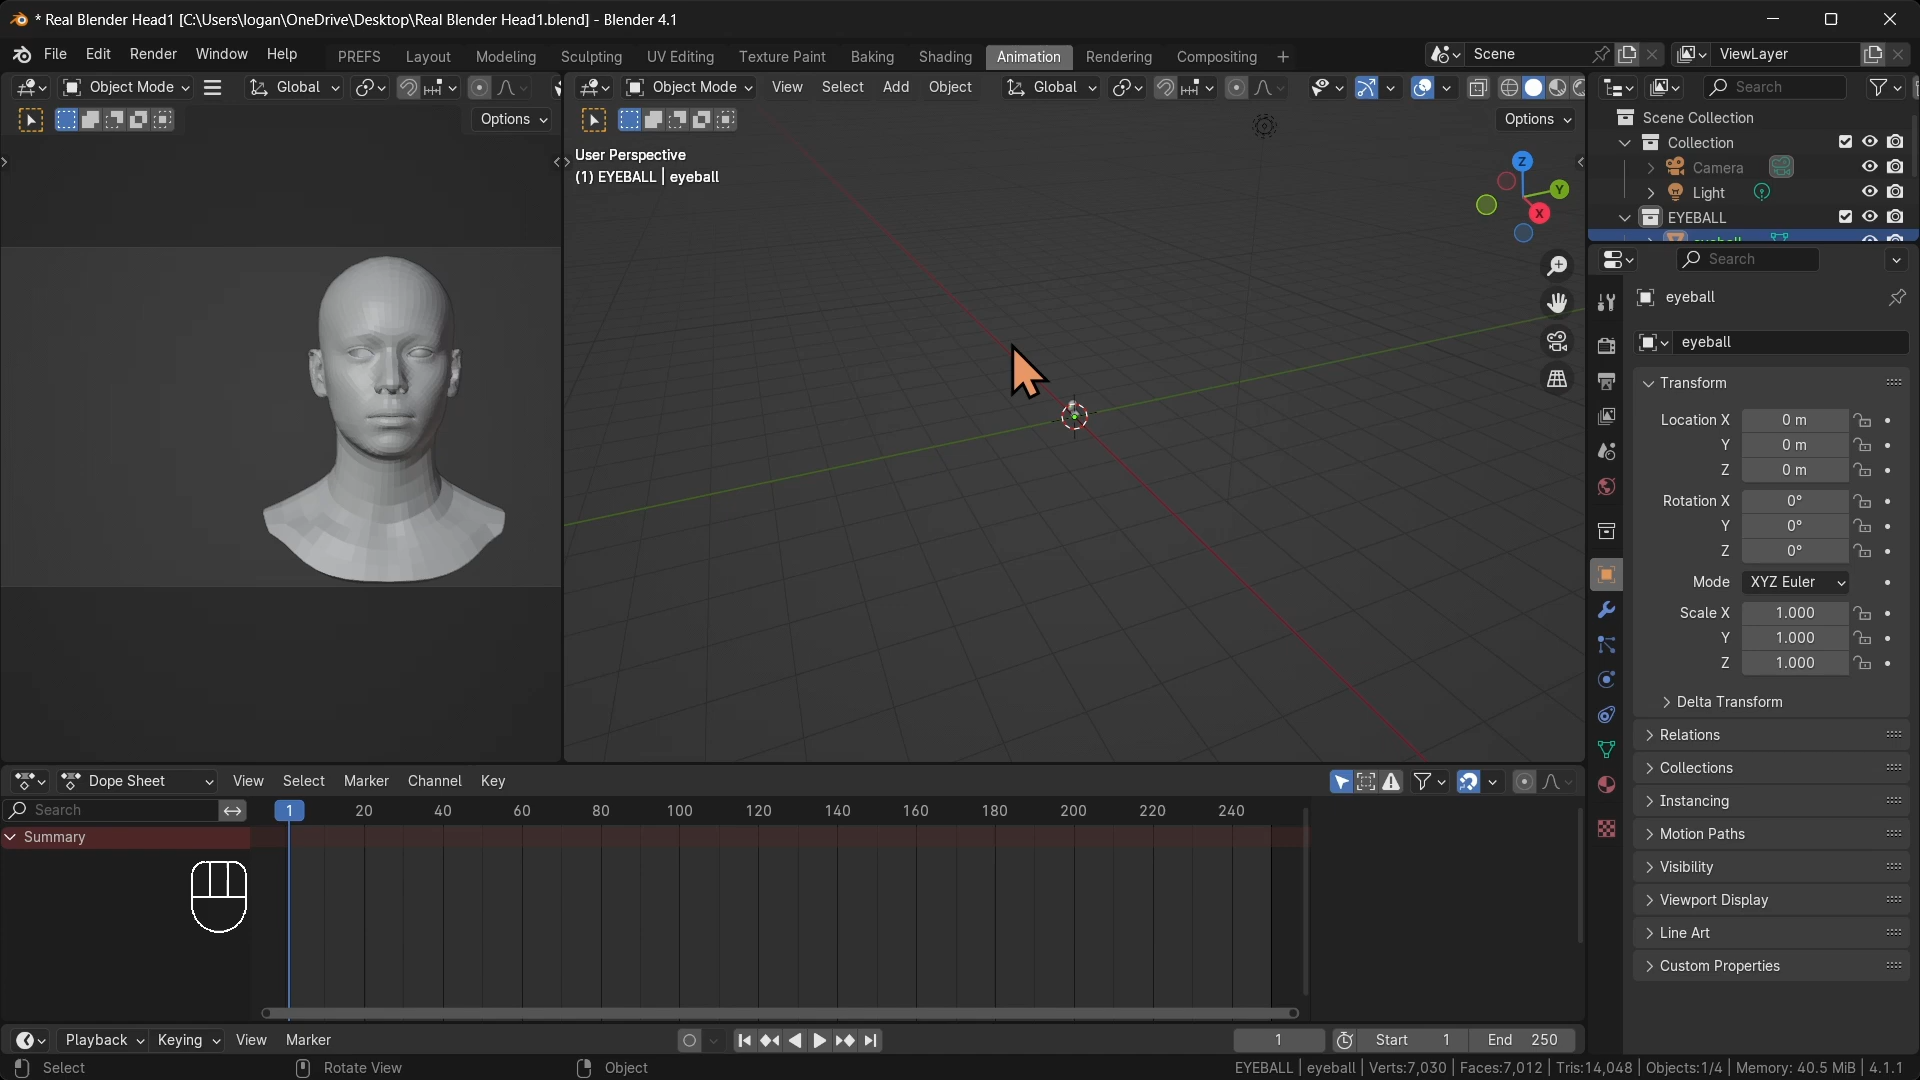 * Real Blender Head1 [C:\Users\logan\OneDrive\Desktop\Real Blender Head1.blend] - Blender 4.1
File Edit Render Window Help PREFS Layout Modeling Sculpting UV Editing Texture Paint Baking Shading Animation Rendering Compositing + Scene ViewLayer
Object Mode Global Object Mode View Select Add Object Global Search
Options Options
Scene Collection
Collection
Camera
Light
EYEBALL
eyeball
User Perspective
(1) EYEBALL | eyeball
Z
Y
X
Search
eyeball
eyeball
Transform
Location X 0 m
Y 0 m
Z 0 m
Rotation X 0°
Y 0°
Z 0°
Mode XYZ Euler
Scale X 1.000
Y 1.000
Z 1.000
Delta Transform
Relations
Collections
Instancing
Motion Paths
Visibility
Viewport Display
Line Art
Custom Properties
Dope Sheet View Select Marker Channel Key
Search 1 20 40 60 80 100 120 140 160 180 200 220 240
Summary
Playback Keying View Marker 1 Start 1 End 250
Select Rotate View Object EYEBALL | eyeball | Verts:7,030 | Faces:7,012 | Tris:14,048 | Objects:1/4 | Memory: 40.5 MiB | 4.1.1